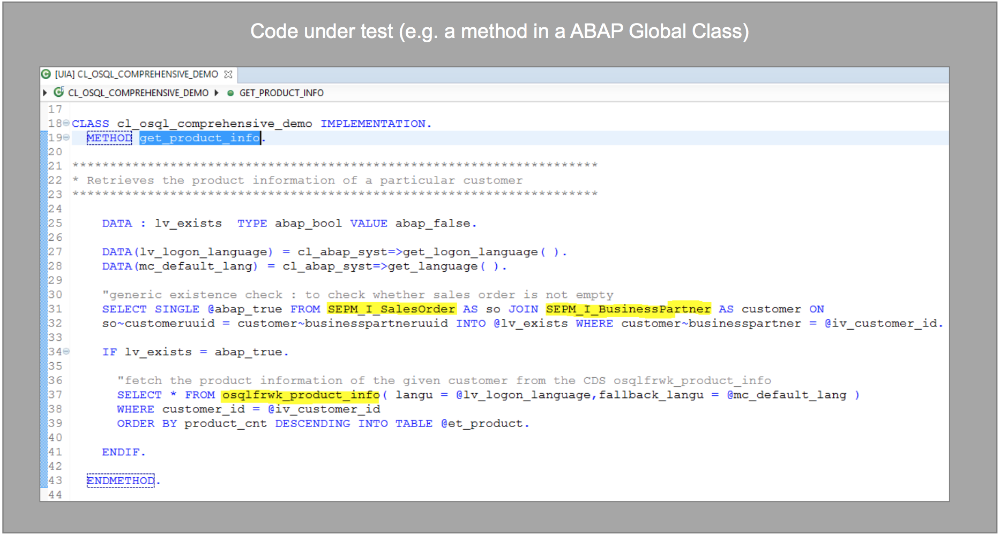 Code under test (e.g. a method in a ABAP Global Class)
[UIA] CL_OSQL_COMPREHENSIVE_DEMO
CL_OSQL_COMPREHENSIVE_DEMO GET_PRODUCT_INFO
17
18 CLASS cl_osql_comprehensive_demo IMPLEMENTATION.
19 METHOD get_product_info.
20
21 **********************************************************************
22 * Retrieves the product information of a particular customer
23 **********************************************************************
24
25 DATA : lv_exists  TYPE abap_bool VALUE abap_false.
26
27 DATA(lv_logon_language) = cl_abap_syst=>get_logon_language( ).
28 DATA(mc_default_lang) = cl_abap_syst=>get_language( ).
29
30 "generic existence check : to check whether sales order is not empty
31 SELECT SINGLE @abap_true FROM SEPM_I_SalesOrder AS so JOIN SEPM_I_BusinessPartner AS customer ON
32 so~customeruuid = customer~businesspartneruuid INTO @lv_exists WHERE customer~businesspartner = @iv_customer_id.
33
34 IF lv_exists = abap_true.
35
36 "fetch the product information of the given customer from the CDS osqlfrwk_product_info
37 SELECT * FROM osqlfrwk_product_info( langu = @lv_logon_language,fallback_langu = @mc_default_lang )
38 WHERE customer_id = @iv_customer_id
39 ORDER BY product_cnt DESCENDING INTO TABLE @et_product.
40
41 ENDIF.
42
43 ENDMETHOD.
44